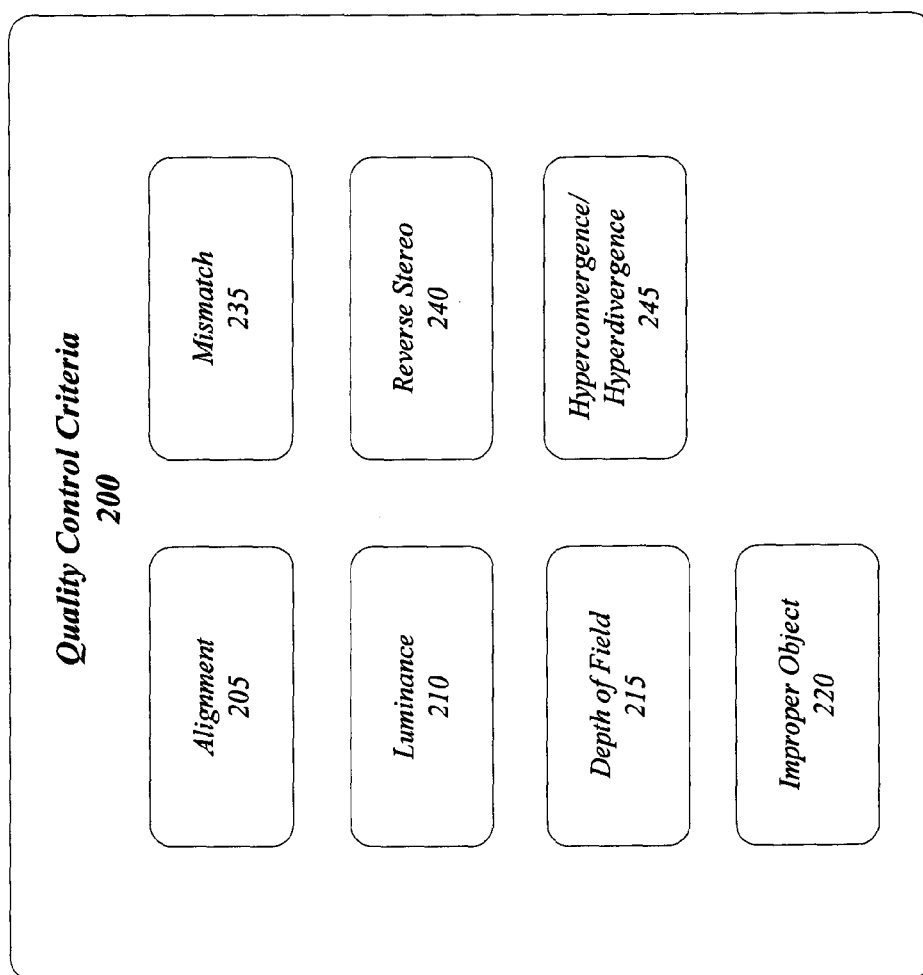 Quality Control Criteria
200
Alignment
205
Luminance
210
Depth of Field
215
Improper Object
220
Mismatch
235
Reverse Stereo
240
Hyperconvergence/
Hyperdivergence
245